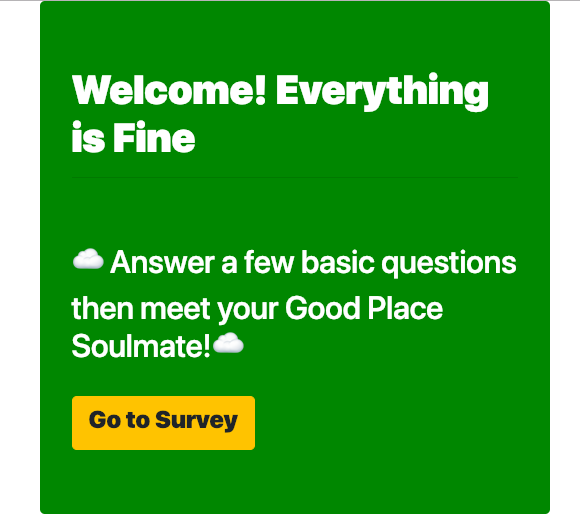 Welcome! Everything
is Fine
☁️ Answer a few basic questions
then meet your Good Place
Soulmate!☁️
Go to Survey